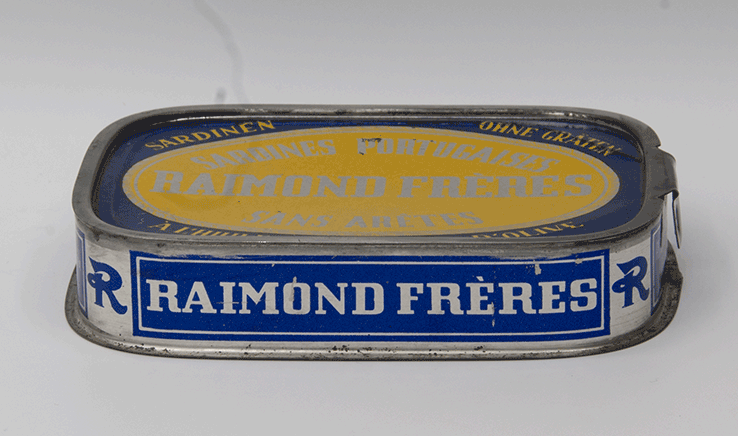 SARDINEN
OHNE GRÄTEN
SARDINES PORTUGAISES
RAIMOND FRÈRES
SANS ARÊTES
R RAIMOND FRÈRES R